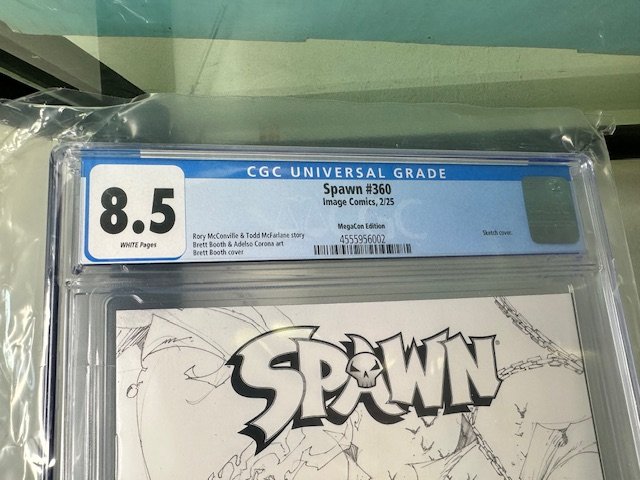 CGC UNIVERSAL GRADE
8.5
WHITE Pages
Spawn #360
Image Comics, 2/25
MegaCon Edition
Rory McConville & Todd McFarlane story
Brett Booth & Adelso Corona art
Brett Booth cover
Sketch cover.
4555956002
SPAWN